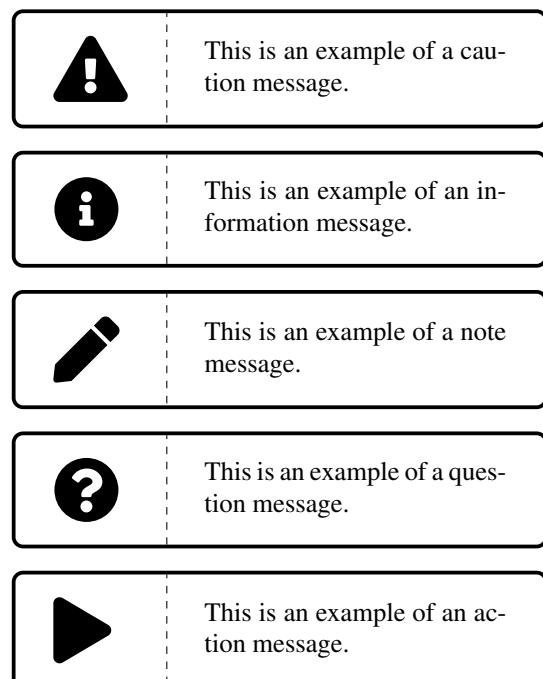 This is an example of a cau-
tion message.
This is an example of an in-
formation message.
This is an example of a note
message.
This is an example of a ques-
tion message.
This is an example of an ac-
tion message.